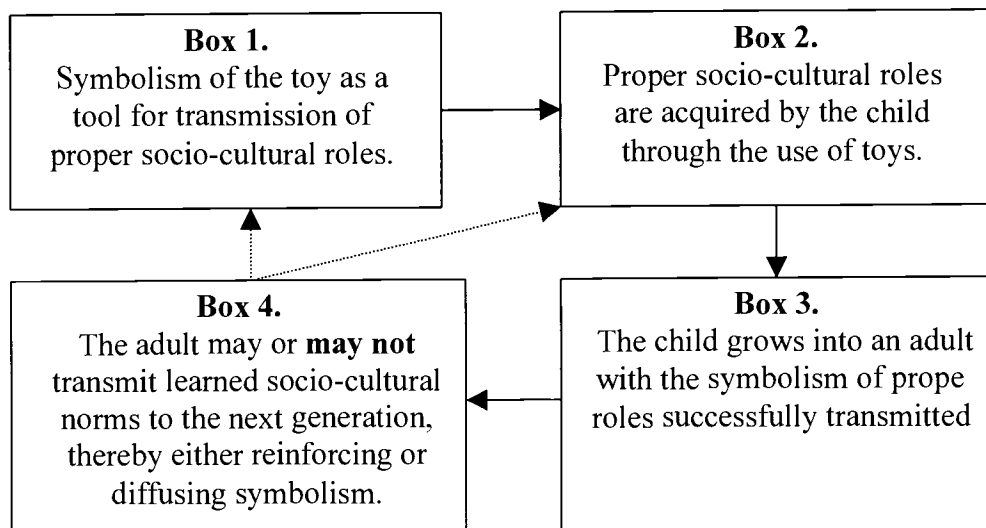 Box 1.
Symbolism of the toy as a
tool for transmission of
proper socio-cultural roles.
Box 2.
Proper socio-cultural roles
are acquired by the child
through the use of toys.
Box 3.
The child grows into an adult
with the symbolism of prope
roles successfully transmitted
Box 4.
The adult may or may not
transmit learned socio-cultural
norms to the next generation,
thereby either reinforcing or
diffusing symbolism.